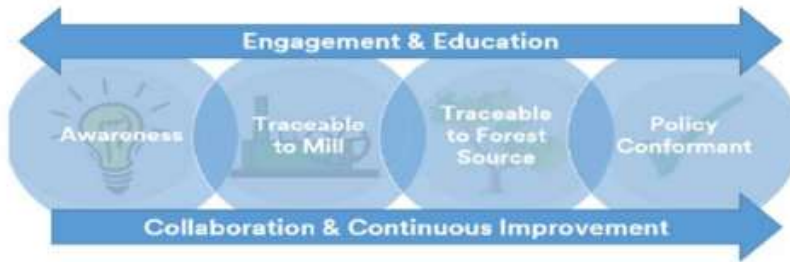 Engagement & Education
Awareness
Traceable
to Mill
Traceable
to Forest
Source
Policy
Conformant
Collaboration & Continuous Improvement